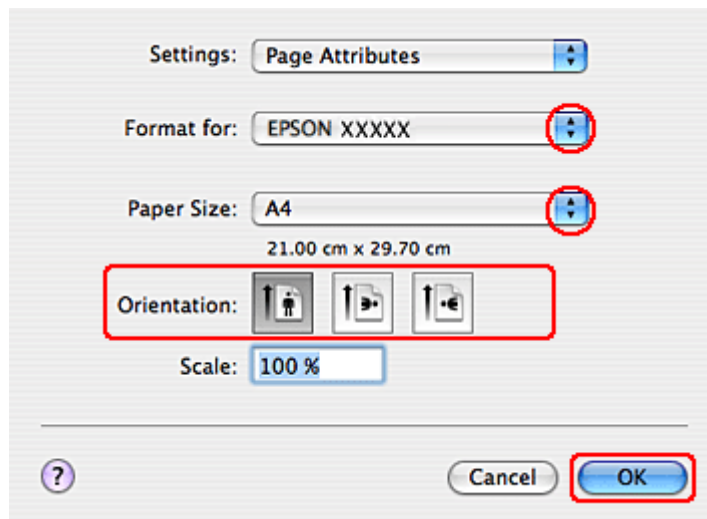 Settings: Page Attributes
Format for: EPSON XXXXX
Paper Size: A4
21.00 cm x 29.70 cm
Orientation:
Scale: 100 %
? Cancel OK